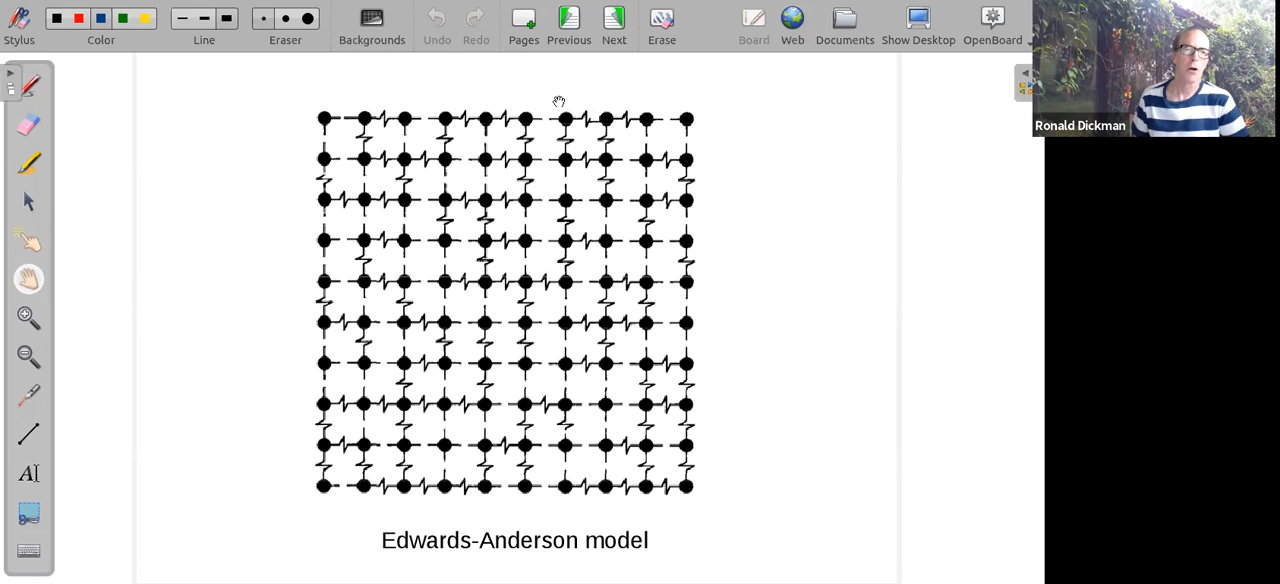 Stylus Color Line Eraser Backgrounds Undo Redo Pages Previous Next Erase Board Web Documents Show Desktop OpenBoard
Ronald Dickman
Edwards-Anderson model